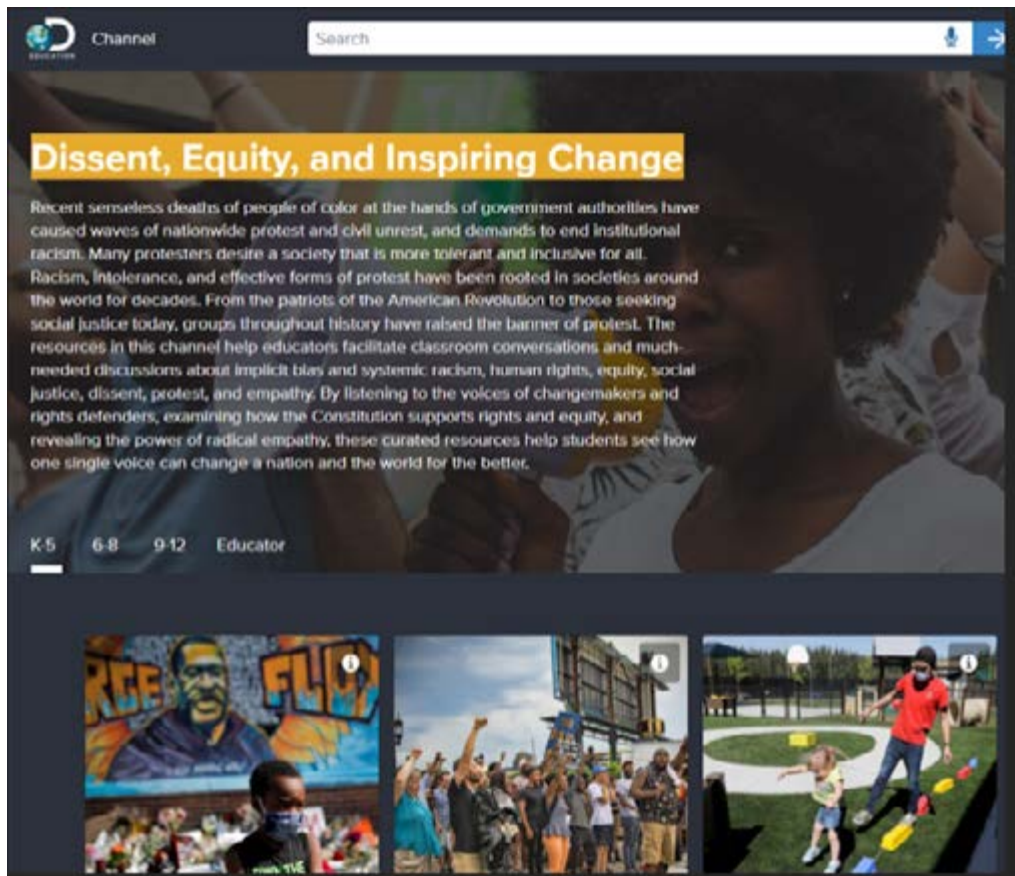 EDUCATION
Channel
Search
Dissent, Equity, and Inspiring Change
Recent senseless deaths of people of color at the hands of government authorities have
caused waves of nationwide protest and civil unrest, and demands to end institutional
racism. Many protesters desire a society that is more tolerant and inclusive for all.
Racism, intolerance, and effective forms of protest have been rooted in societies around
the world for decades. From the patriots of the American Revolution to those seeking
social justice today, groups throughout history have raised the banner of protest. The
resources in this channel help educators facilitate classroom conversations and much-
needed discussions about implicit bias and systemic racism, human rights, equity, social
justice, dissent, protest, and empathy. By listening to the voices of changemakers and
rights defenders, examining how the Constitution supports rights and equity, and
revealing the power of radical empathy, these curated resources help students see how
one single voice can change a nation and the world for the better.
K-5 6-8 9-12 Educator
RGE FLOY
THE